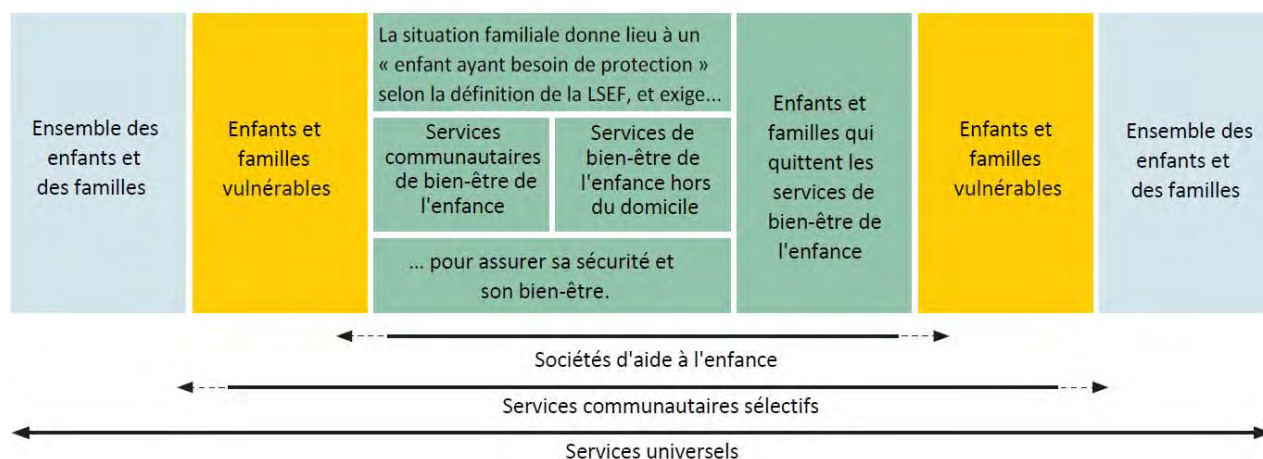 Ensemble des
enfants et
des familles
Enfants et
familles
vulnérables
La situation familiale donne lieu à un
« enfant ayant besoin de protection »
selon la définition de la LSEF, et exige...
Services
communautaires
de bien-être de
l'enfance
Services de
bien-être de
l'enfance hors
du domicile
... pour assurer sa sécurité et
son bien-être.
Enfants et
familles qui
quittent les
services de
bien-être de
l'enfance
Enfants et
familles
vulnérables
Ensemble des
enfants et
des familles
Sociétés d'aide à l'enfance
Services communautaires sélectifs
Services universels